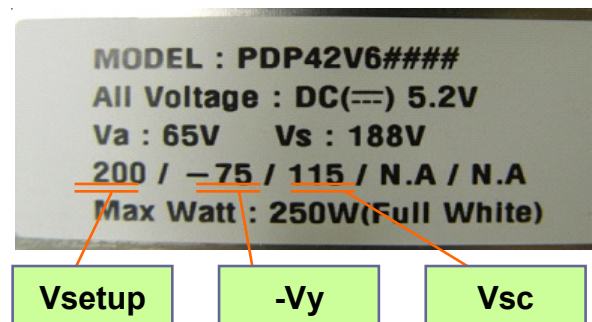 MODEL : PDP42V6####
All Voltage : DC(⎓) 5.2V
Va : 65V Vs : 188V
200 / -75 / 115 / N.A / N.A
Max Watt : 250W(Full White)
Vsetup -Vy Vsc